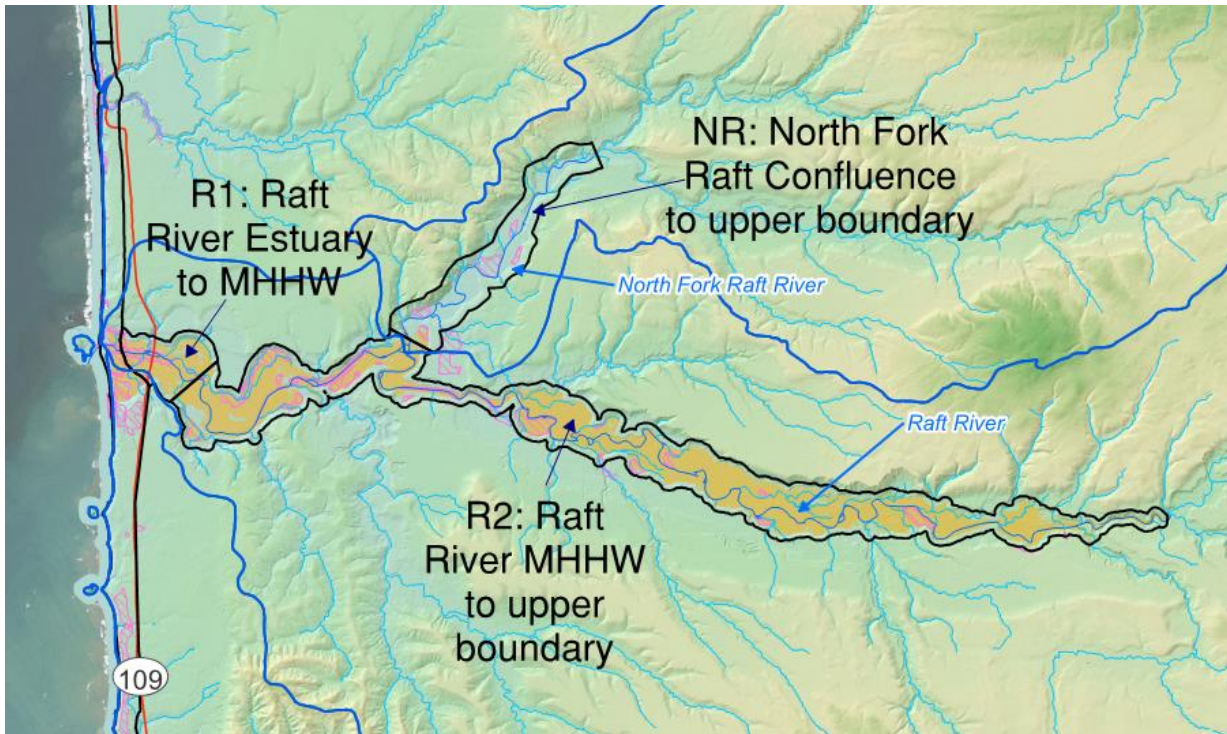 NR: North Fork
Raft Confluence
to upper boundary
R1: Raft
River Estuary
to MHHW
North Fork Raft River
Raft River
R2: Raft
River MHHW
to upper
boundary
109